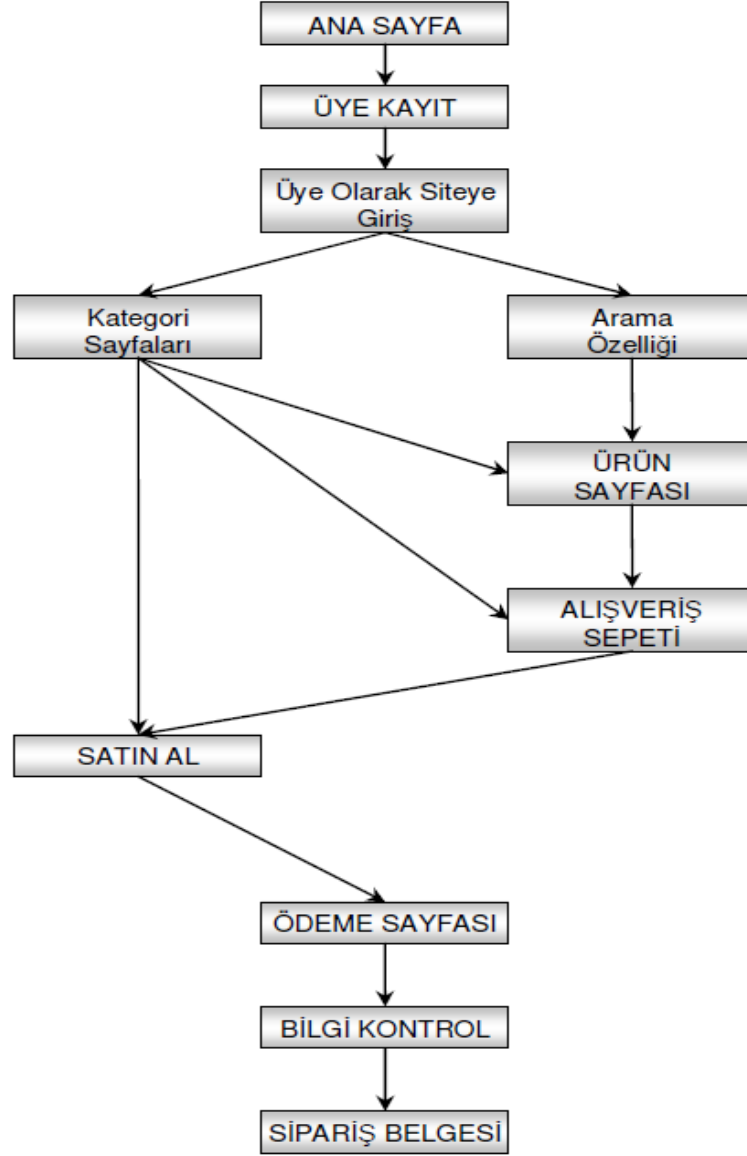 ANA SAYFA
ÜYE KAYIT
Üye Olarak Siteye
Giriş
Kategori
Sayfaları
Arama
Özelliği
ÜRÜN
SAYFASI
ALIŞVERİŞ
SEPETİ
SATIN AL
ÖDEME SAYFASI
BİLGİ KONTROL
SİPARİŞ BELGESİ